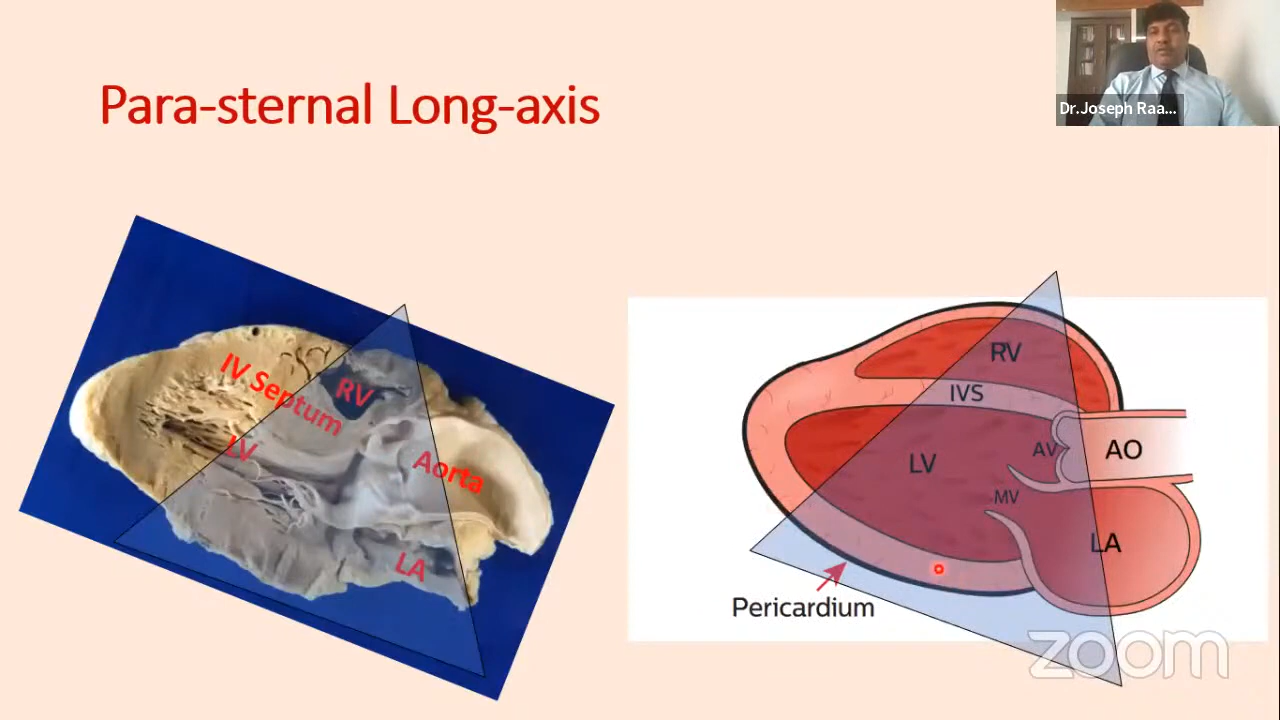 Para-sternal Long-axis
Dr.Joseph Raa...
IV Septum
RV
LV
Aorta
LA
RV
IVS
LV
AV
AO
MV
LA
Pericardium
zoom